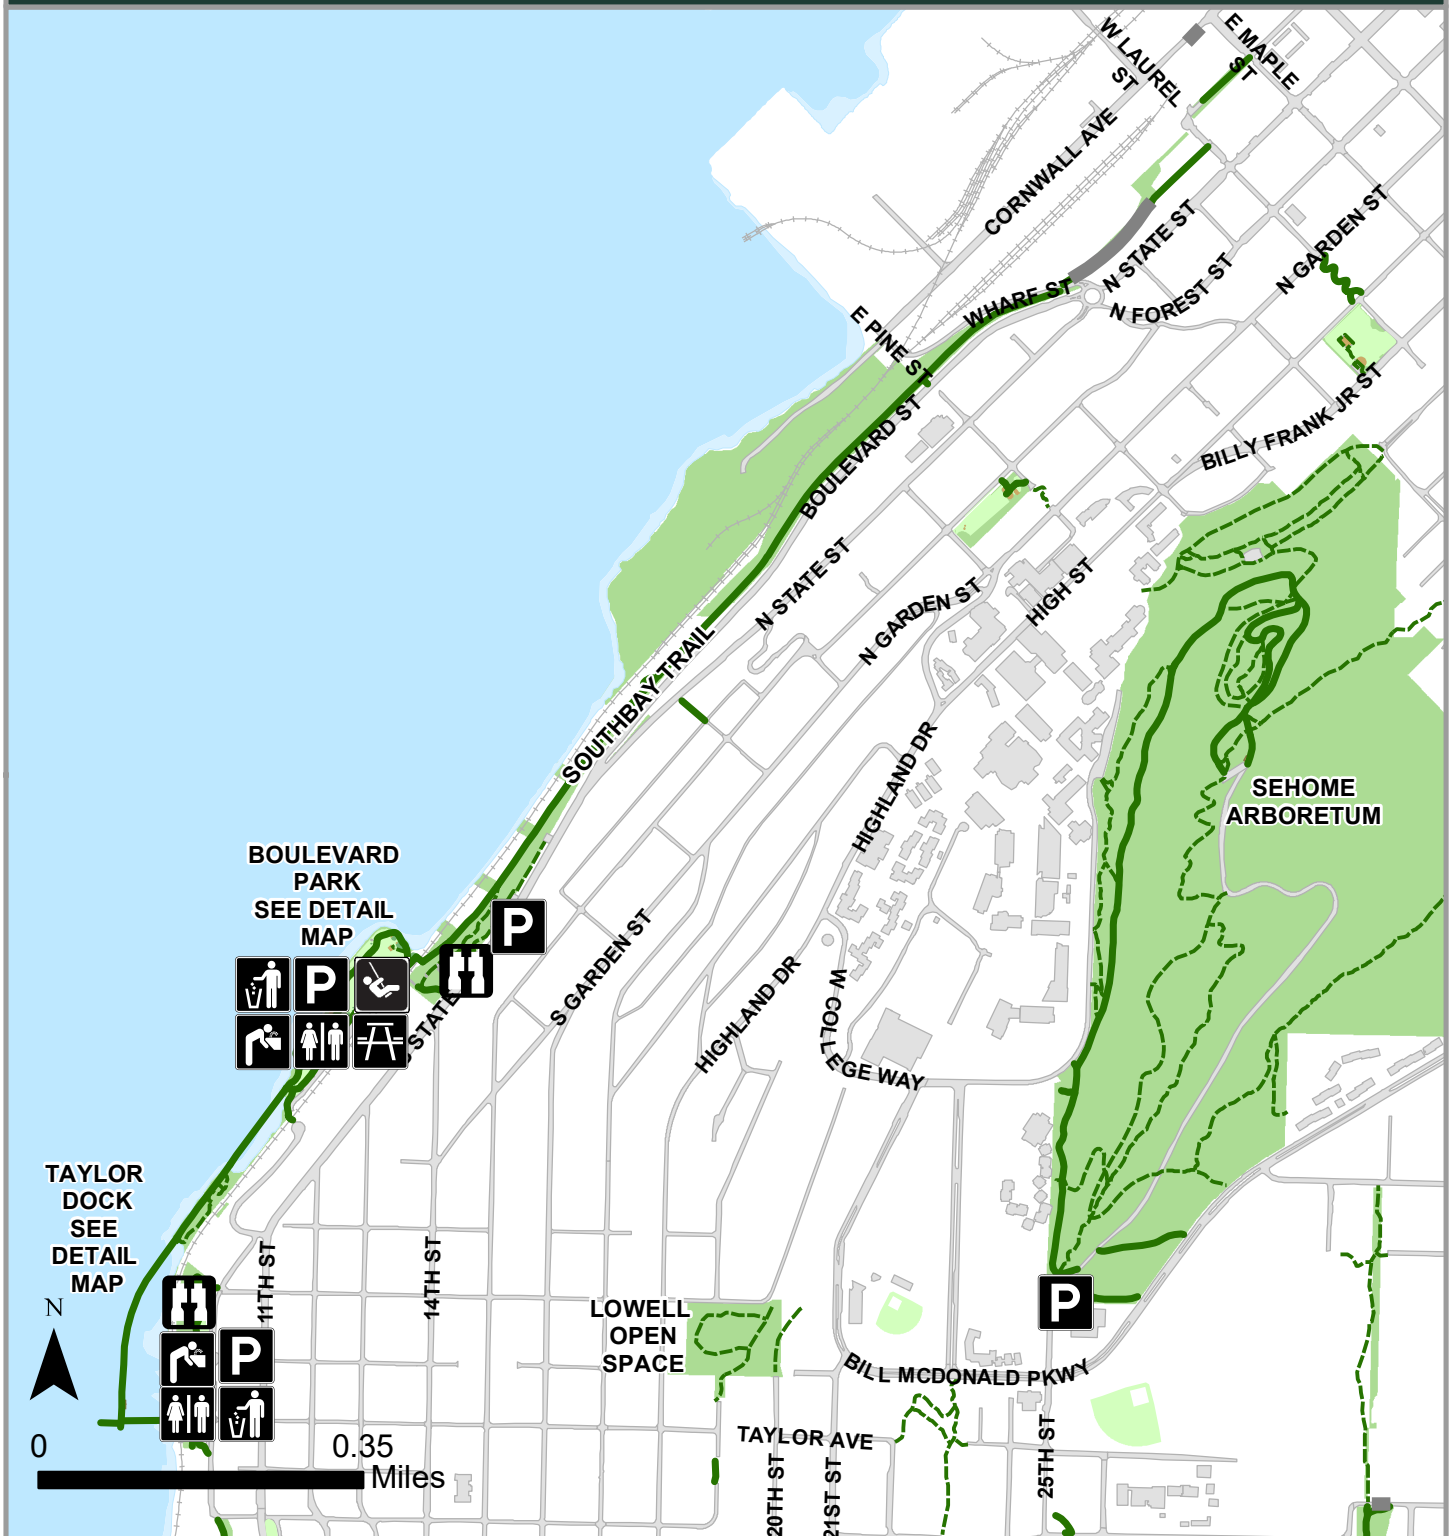 E MAPLE
ST
W LAUREL
ST
CORNWALL AVE
N STATE ST
N GARDEN ST
N FOREST ST
WHARF ST
E PINE ST
BOULEVARD ST
BILLY FRANK JR ST
N STATE ST
N GARDEN ST
HIGH ST
SOUTHBAY TRAIL
HIGHLAND DR
SEHOME
ARBORETUM
BOULEVARD
PARK
SEE DETAIL
MAP
P
P
STATE
S GARDEN ST
HIGHLAND DR
W COLLEGE WAY
TAYLOR
DOCK
SEE
DETAIL
MAP
N
11TH ST
14TH ST
LOWELL
OPEN
SPACE
P
P
BILL MCDONALD PKWY
TAYLOR AVE
20TH ST
21ST ST
25TH ST
0
0.35
Miles